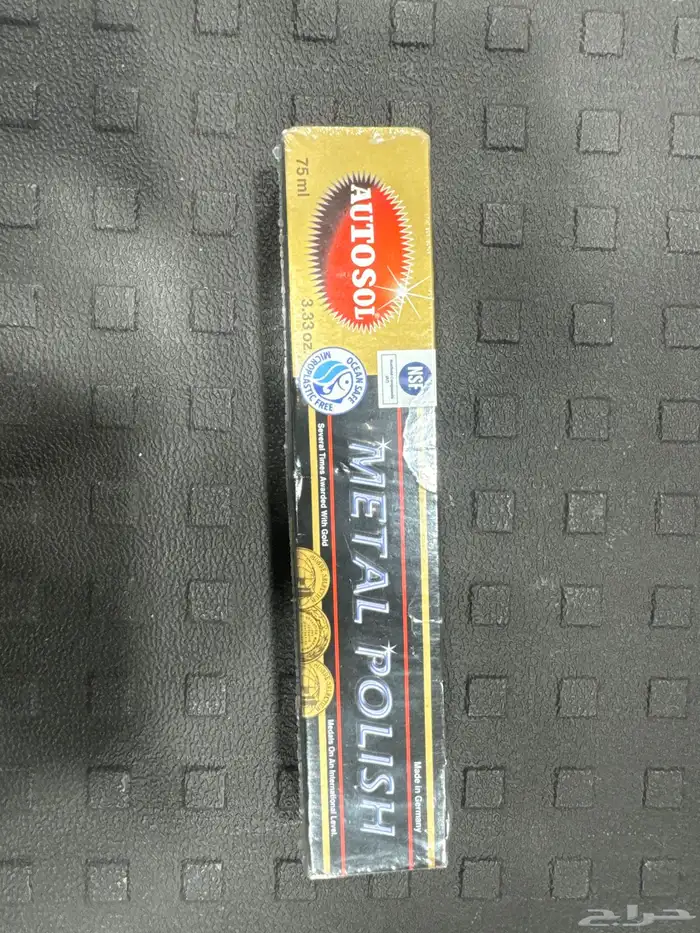 AUTOSOL
75 ml
3.33 oz.
NSF
OCEAN SAFE
MICROPLASTIC FREE
METAL POLISH
Several Times Awarded With Gold
Medals On An International Level.
Made in Germany
حراج